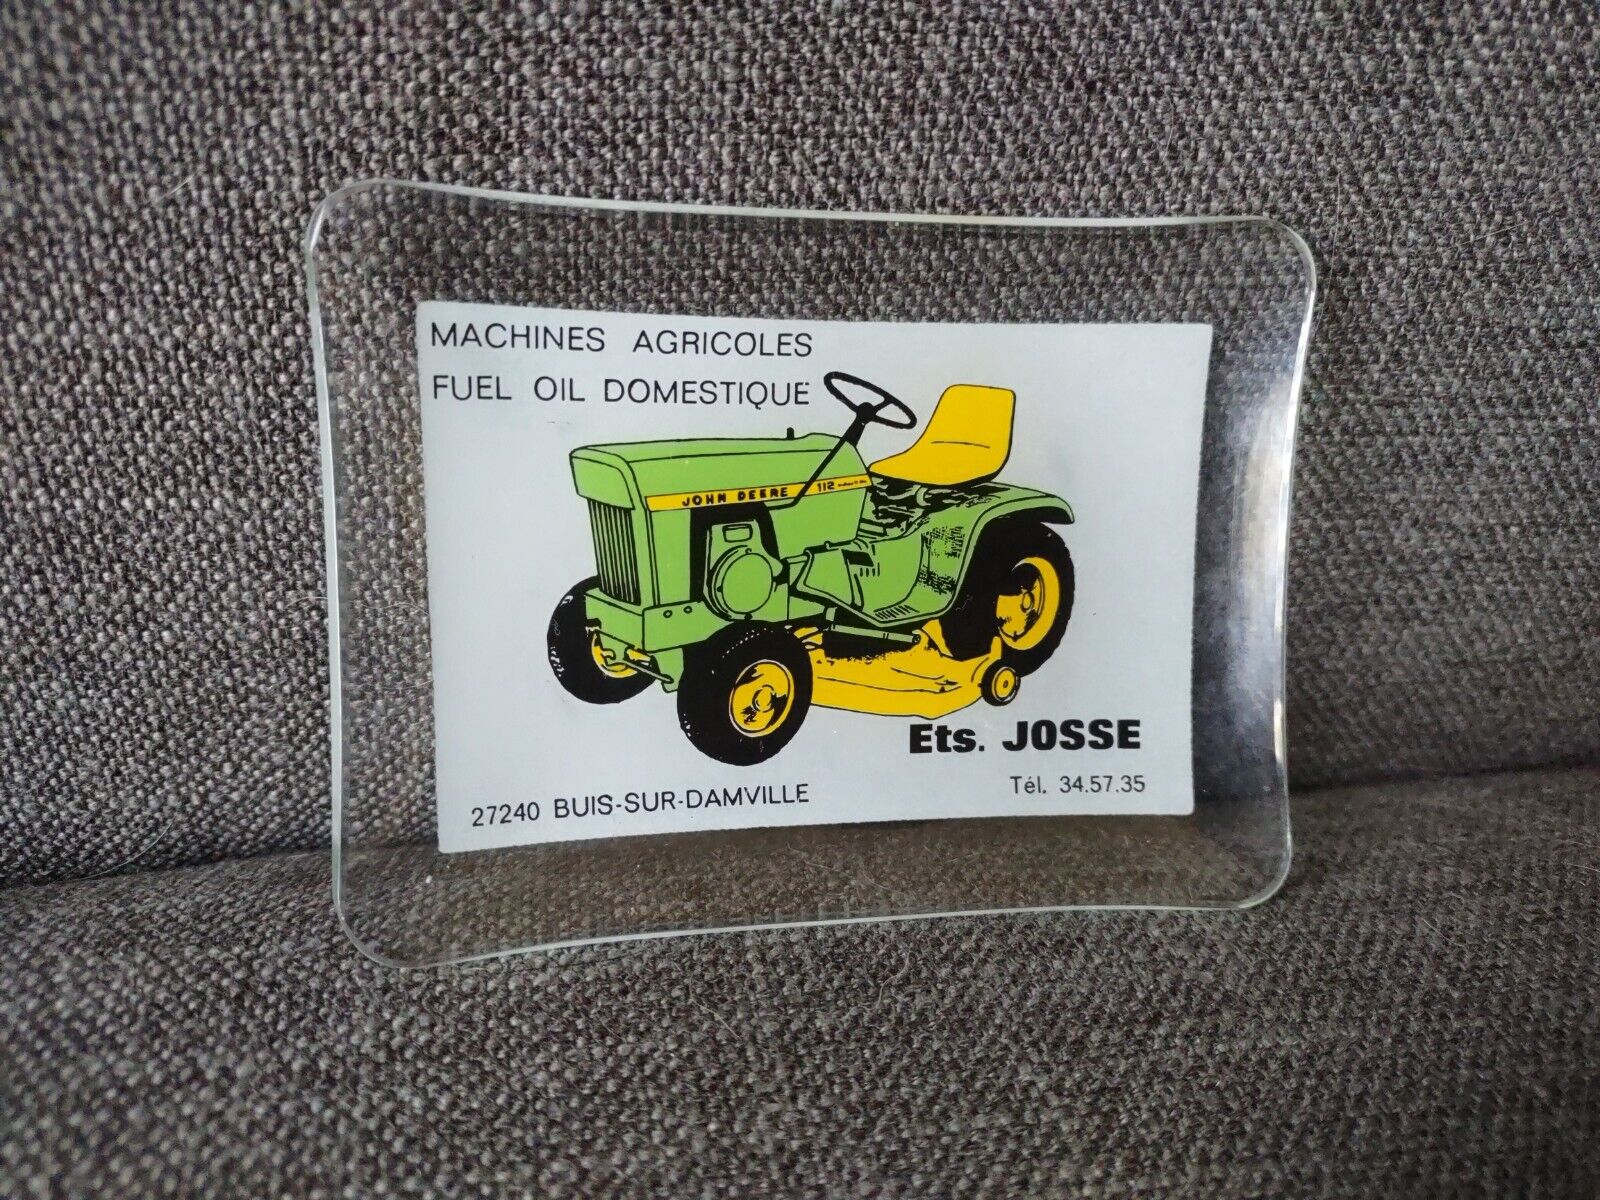 MACHINES AGRICOLES
FUEL OIL DOMESTIQUE
JOHN DEERE 112
Ets. JOSSE
Tél. 34.57.35
27240 BUIS-SUR-DAMVILLE